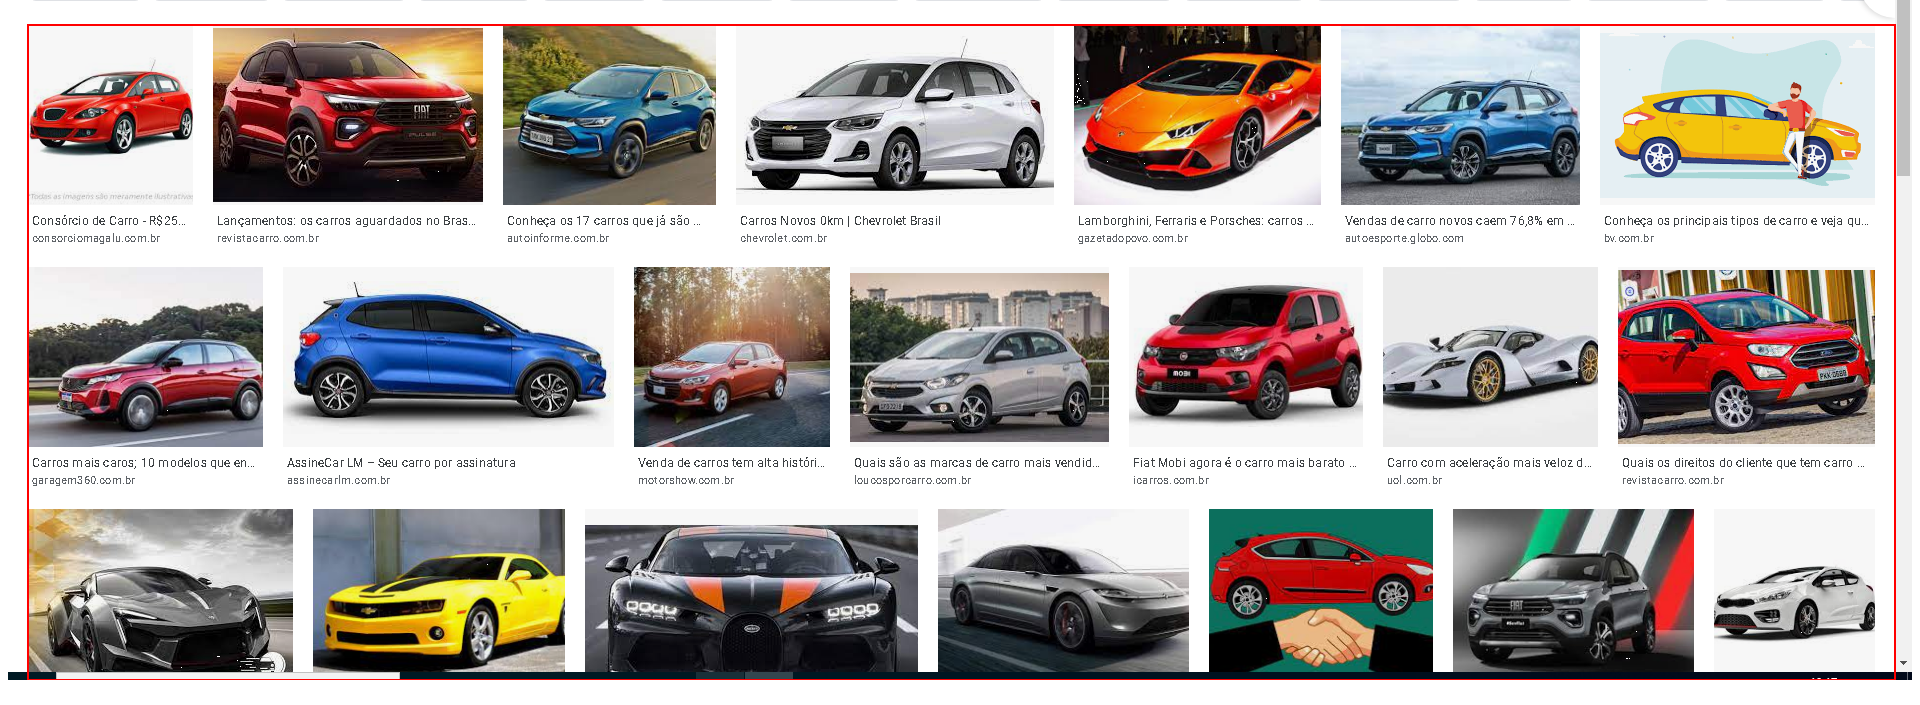 Todas as imagem são meramente ilustrativas
FIAT
PULSE
Consórcio de Carro - R$25...
consorciomagalu.com.br
Lançamentos: os carros aguardados no Bras...
revistacarro.com.br
Conheça os 17 carros que já são ...
autoinforme.com.br
Carros Novos 0km | Chevrolet Brasil
chevrolet.com.br
Lamborghini, Ferraris e Porsches: carros ...
gazetadopovo.com.br
Vendas de carro novos caem 76,8% em ...
autoesporte.globo.com
Conheça os principais tipos de carro e veja qu...
bv.com.br
MOBI
Carros mais caros; 10 modelos que en...
garagem360.com.br
AssineCar LM – Seu carro por assinatura
assinecarlm.com.br
Venda de carros tem alta históri...
motorshow.com.br
Quais são as marcas de carro mais vendid...
loucosporcarro.com.br
Fiat Mobi agora é o carro mais barato ...
icarros.com.br
Carro com aceleração mais veloz d...
uol.com.br
Quais os direitos do cliente que tem carro ...
revistacarro.com.br
FIAT